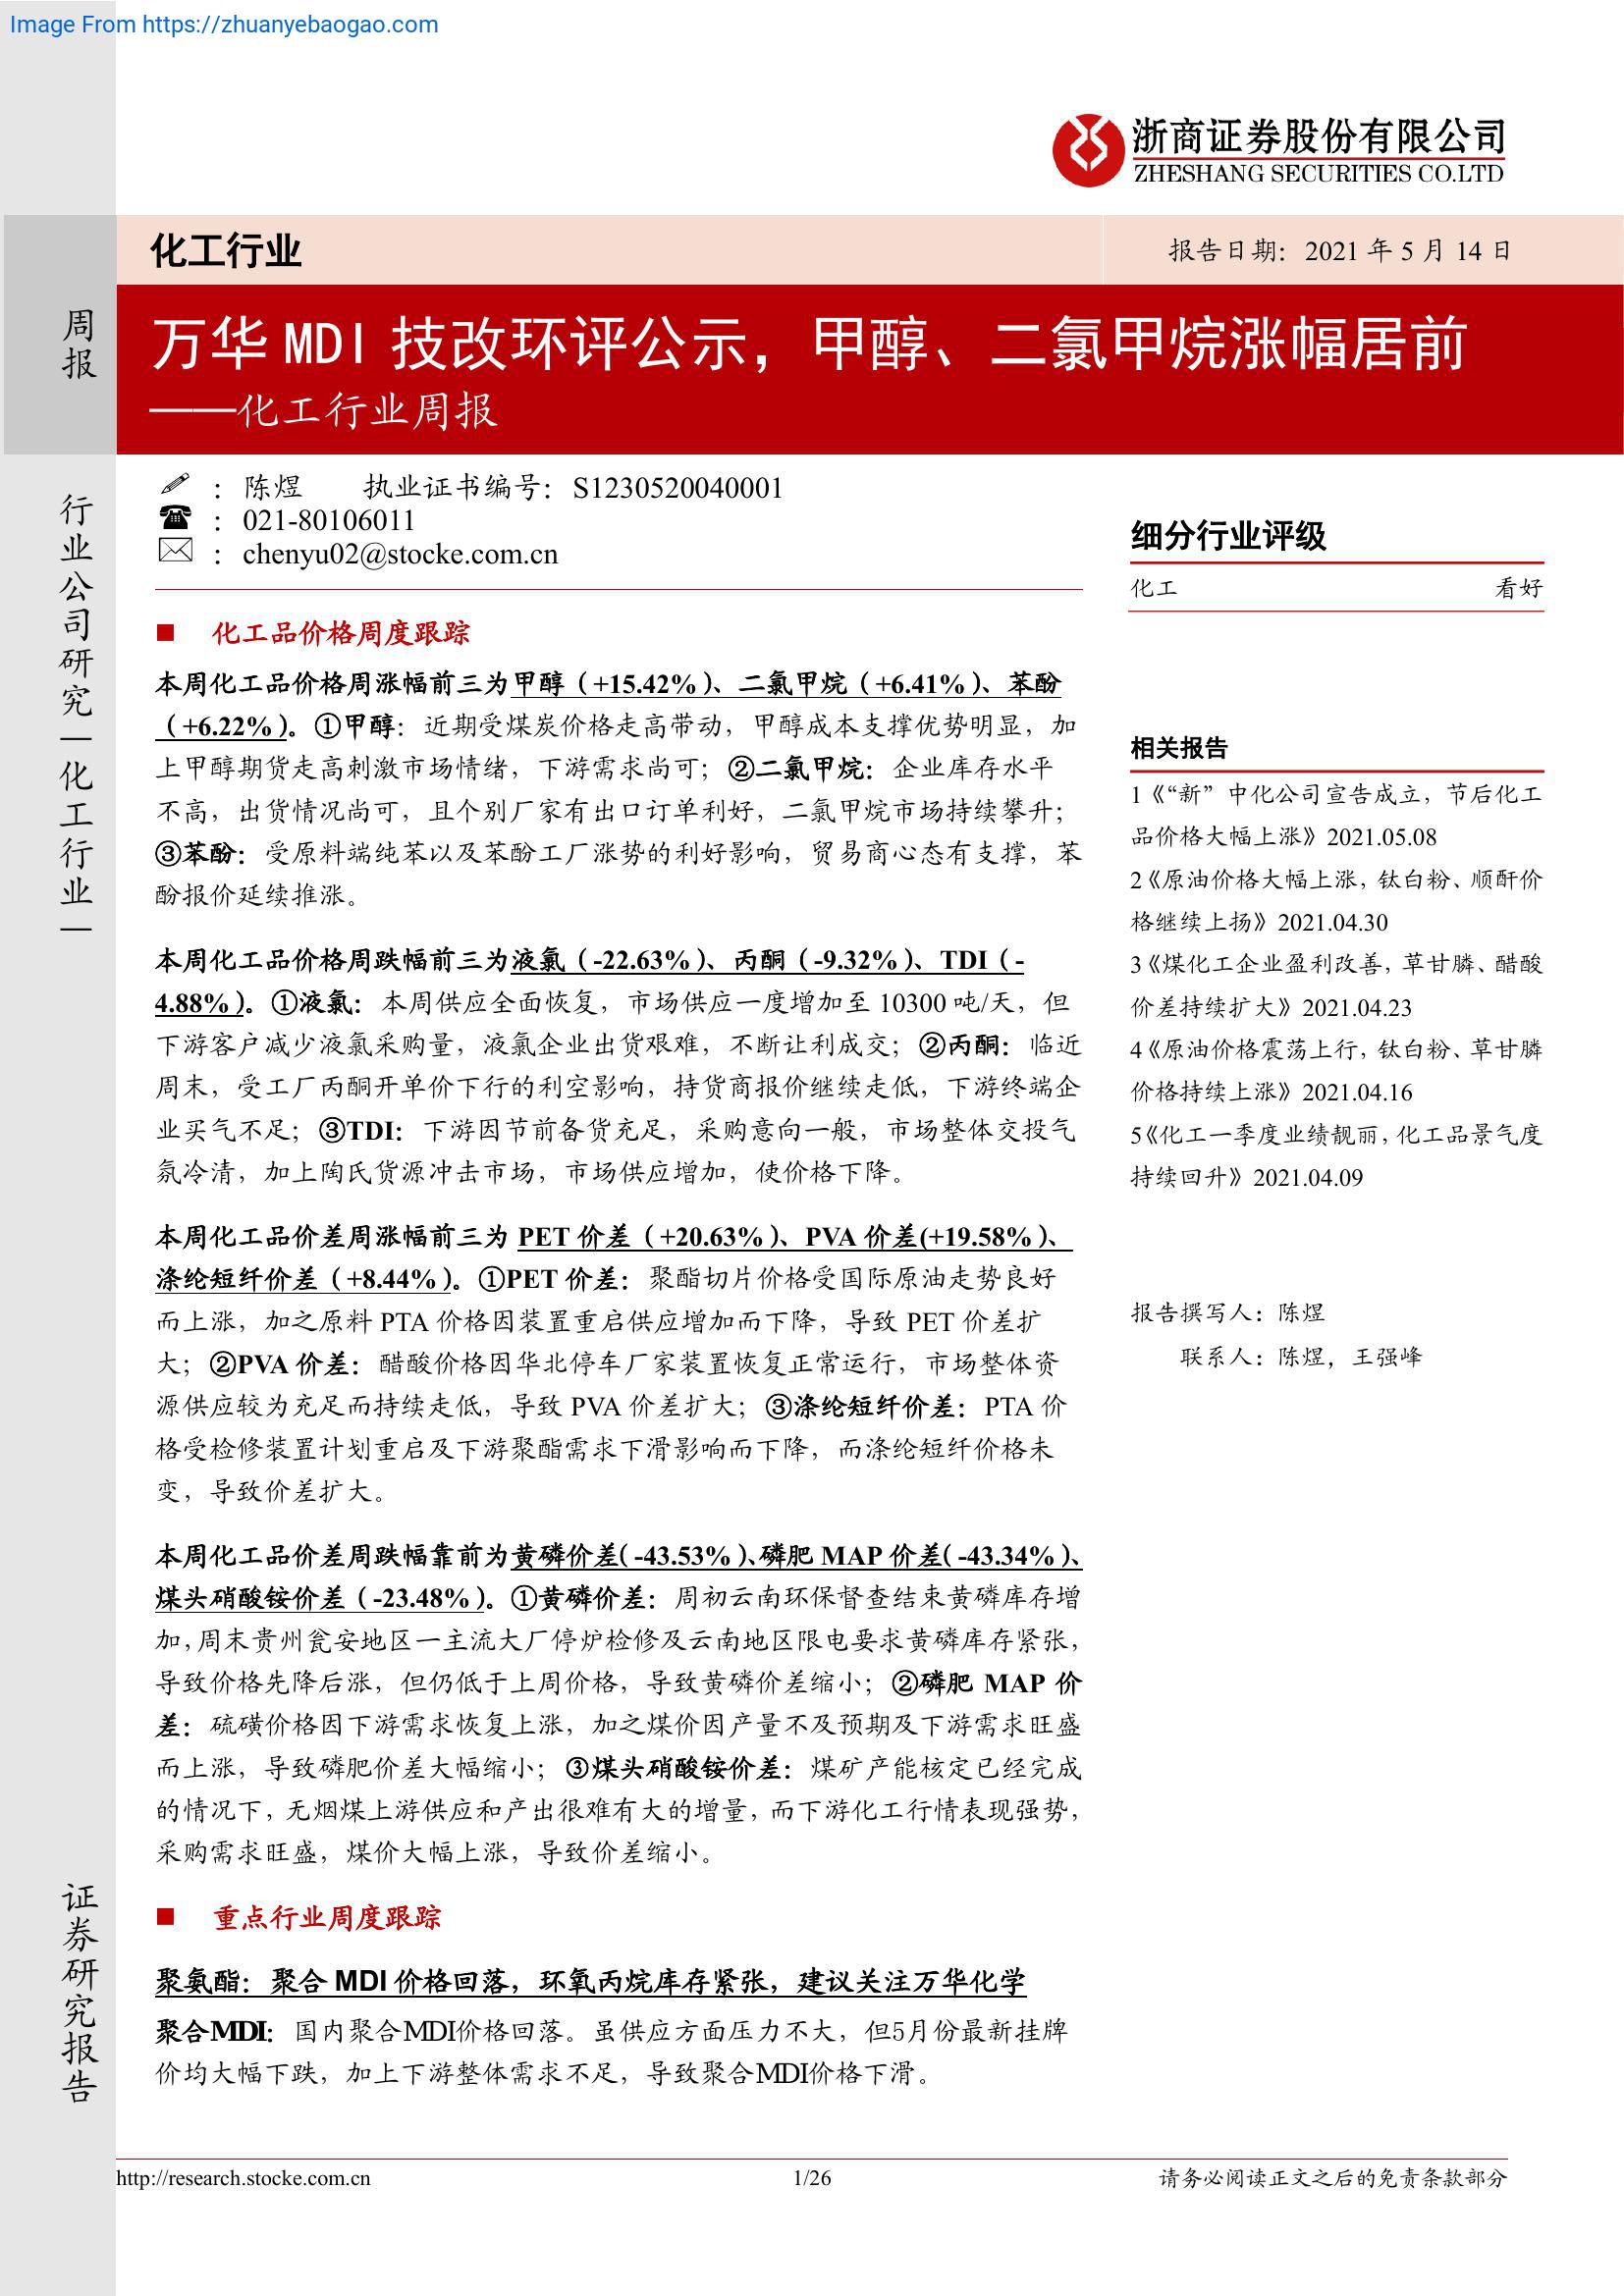 Image From https://zhuanyebaogao.com
浙商证券股份有限公司
ZHESHANG SECURITIES CO.LTD
化工行业
报告日期：2021 年 5 月 14 日
周报
万华 MDI 技改环评公示，甲醇、二氯甲烷涨幅居前
——化工行业周报
行业公司研究—化工行业—
证券研究报告
：陈煜 执业证书编号：S1230520040001
：021-80106011
：chenyu02@stocke.com.cn
■ 化工品价格周度跟踪
本周化工品价格周涨幅前三为甲醇（+15.42%）、二氯甲烷（+6.41%）、苯酚
（+6.22%）。①甲醇：近期受煤炭价格走高带动，甲醇成本支撑优势明显，加
上甲醇期货走高刺激市场情绪，下游需求尚可；②二氯甲烷：企业库存水平
不高，出货情况尚可，且个别厂家有出口订单利好，二氯甲烷市场持续攀升；
③苯酚：受原料端纯苯以及苯酚工厂涨势的利好影响，贸易商心态有支撑，苯
酚报价延续推涨。
本周化工品价格周跌幅前三为液氯（-22.63%）、丙酮（-9.32%）、TDI（-
4.88%）。①液氯：本周供应全面恢复，市场供应一度增加至 10300 吨/天，但
下游客户减少液氯采购量，液氯企业出货艰难，不断让利成交；②丙酮：临近
周末，受工厂丙酮开单价下行的利空影响，持货商报价继续走低，下游终端企
业买气不足；③TDI：下游因节前备货充足，采购意向一般，市场整体交投气
氛冷清，加上陶氏货源冲击市场，市场供应增加，使价格下降。
本周化工品价差周涨幅前三为 PET 价差（+20.63%）、PVA 价差(+19.58%）、
涤纶短纤价差（+8.44%）。①PET 价差：聚酯切片价格受国际原油走势良好
而上涨，加之原料 PTA 价格因装置重启供应增加而下降，导致 PET 价差扩
大；②PVA 价差：醋酸价格因华北停车厂家装置恢复正常运行，市场整体资
源供应较为充足而持续走低，导致 PVA 价差扩大；③涤纶短纤价差：PTA 价
格受检修装置计划重启及下游聚酯需求下滑影响而下降，而涤纶短纤价格未
变，导致价差扩大。
本周化工品价差周跌幅靠前为黄磷价差（-43.53%）、磷肥 MAP 价差（-43.34%）、
煤头硝酸铵价差（-23.48%）。①黄磷价差：周初云南环保督查结束黄磷库存增
加，周末贵州瓮安地区一主流大厂停炉检修及云南地区限电要求黄磷库存紧张，
导致价格先降后涨，但仍低于上周价格，导致黄磷价差缩小；②磷肥 MAP 价
差：硫磺价格因下游需求恢复上涨，加之煤价因产量不及预期及下游需求旺盛
而上涨，导致磷肥价差大幅缩小；③煤头硝酸铵价差：煤矿产能核定已经完成
的情况下，无烟煤上游供应和产出很难有大的增量，而下游化工行情表现强势，
采购需求旺盛，煤价大幅上涨，导致价差缩小。
■ 重点行业周度跟踪
聚氨酯：聚合 MDI 价格回落，环氧丙烷库存紧张，建议关注万华化学
聚合MDI：国内聚合MDI价格回落。虽供应方面压力不大，但5月份最新挂牌
价均大幅下跌，加上下游整体需求不足，导致聚合MDI价格下滑。
细分行业评级
化工 看好
相关报告
1《“新”中化公司宣告成立，节后化工
品价格大幅上涨》2021.05.08
2《原油价格大幅上涨，钛白粉、顺酐价
格继续上扬》2021.04.30
3《煤化工企业盈利改善，草甘膦、醋酸
价差持续扩大》2021.04.23
4《原油价格震荡上行，钛白粉、草甘膦
价格持续上涨》2021.04.16
5《化工一季度业绩靓丽，化工品景气度
持续回升》2021.04.09
报告撰写人：陈煜
联系人：陈煜，王强峰
http://research.stocke.com.cn
1/26
请务必阅读正文之后的免责条款部分